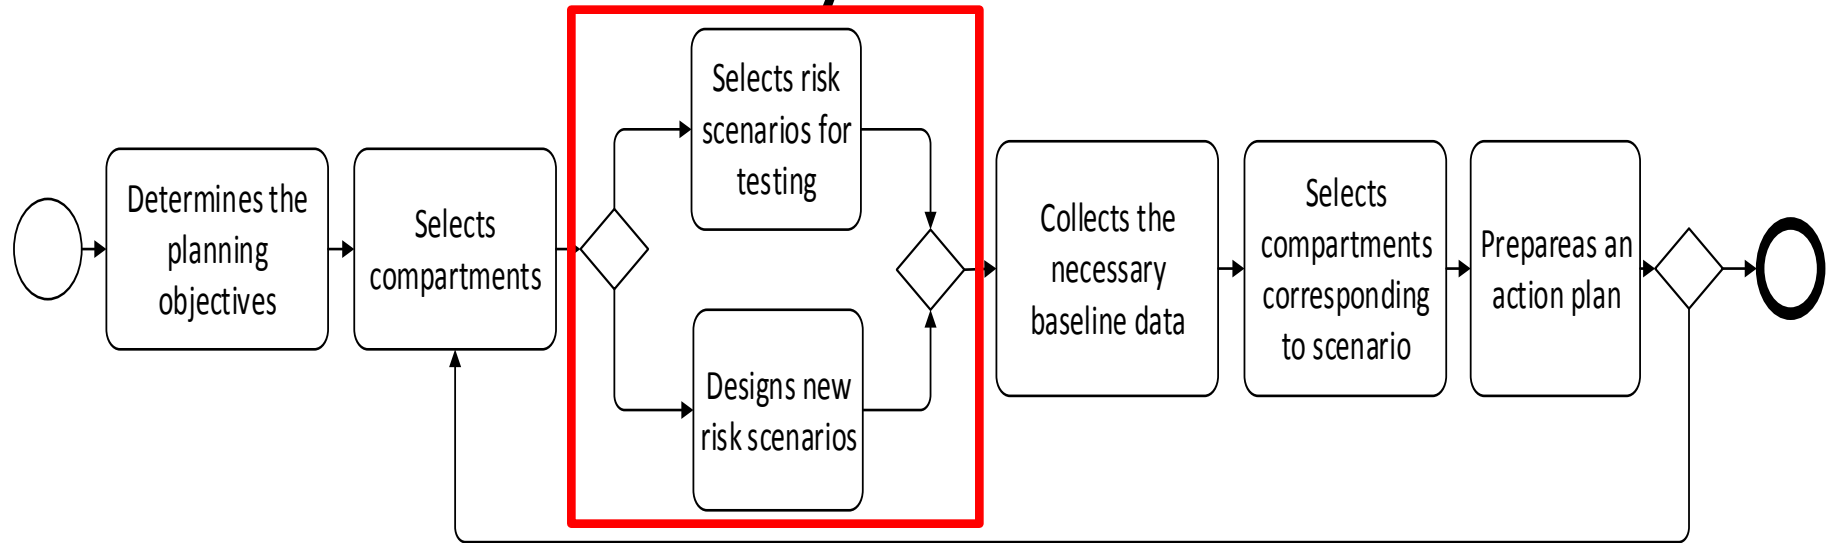 Determines the
planning
objectives
Selects
compartments
Selects risk
scenarios for
testing
Designs new
risk scenarios
Collects the
necessary
baseline data
Selects
compartments
corresponding
to scenario
Prepareas an
action plan